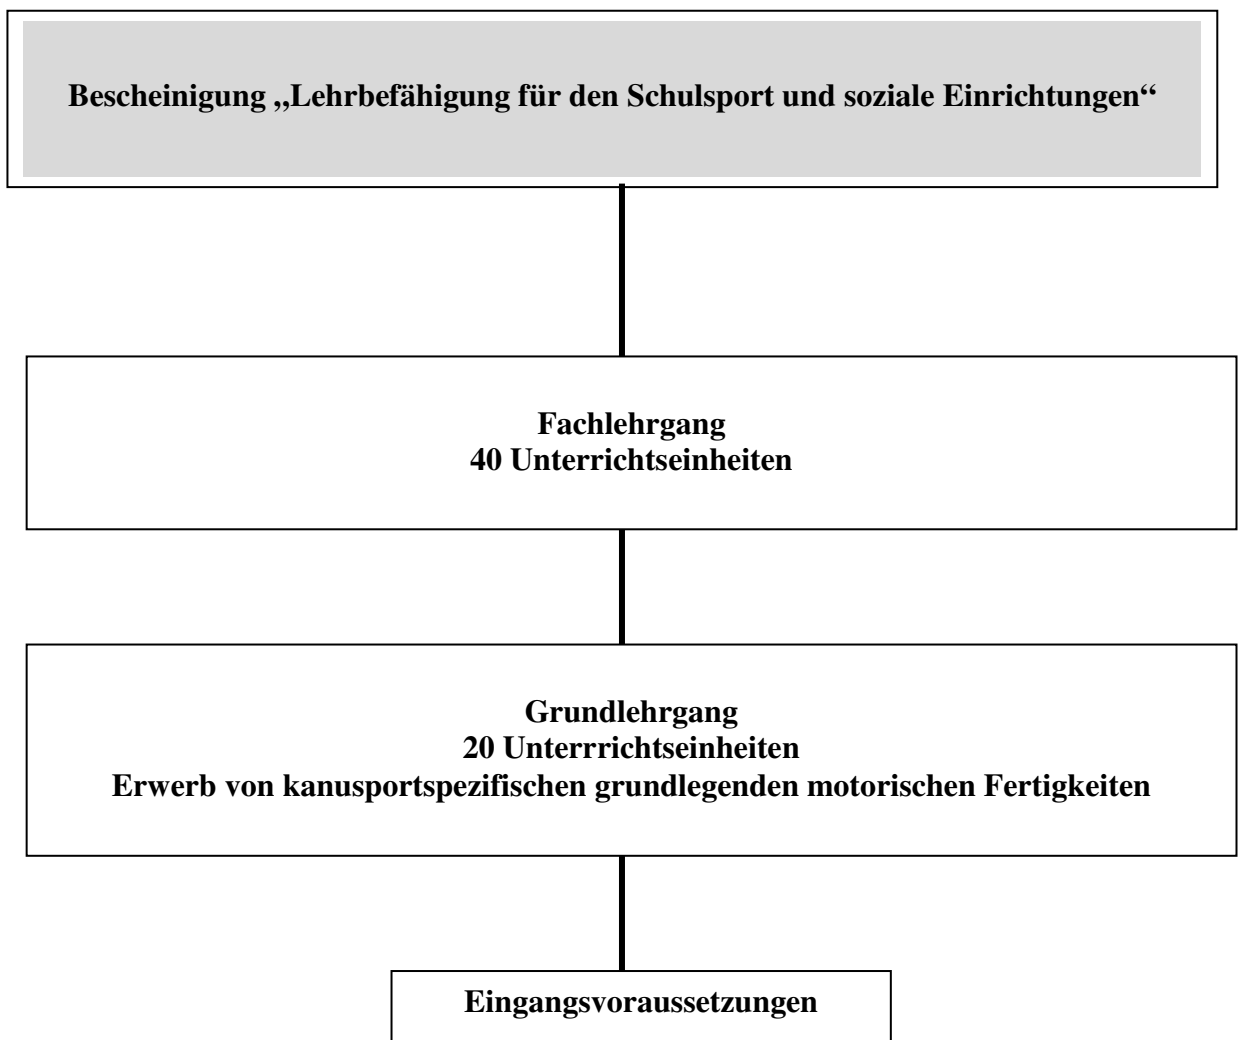 Bescheinigung „Lehrbefähigung für den Schulsport und soziale Einrichtungen“
Fachlehrgang
40 Unterrichtseinheiten
Grundlehrgang
20 Unterrrichtseinheiten
Erwerb von kanusportspezifischen grundlegenden motorischen Fertigkeiten
Eingangsvoraussetzungen